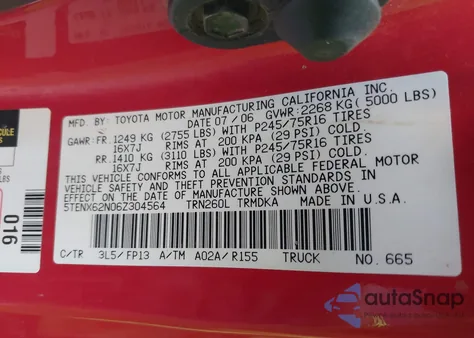 MFD. BY: TOYOTA MOTOR MANUFACTURING CALIFORNIA INC.
DATE 07/06 GVWR: 2268 KG (5000 LBS)
GAWR: FR. 1249 KG (2755 LBS) WITH P245/75R16 TIRES
16X7J RIMS AT 200 KPA (29 PSI) COLD.
RR. 1410 KG (3110 LBS) WITH P245/75R16 TIRES
16X7J RIMS AT 200 KPA (29 PSI) COLD.
THIS VEHICLE CONFORMS TO ALL APPLICABLE FEDERAL MOTOR
VEHICLE SAFETY AND THEFT PREVENTION STANDARDS IN
EFFECT ON THE DATE OF MANUFACTURE SHOWN ABOVE.
5TENX62N06Z304564 TRN260L TRMDKA MADE IN U.S.A.
C/TR 3L5/FP13 A/TM A02A/R155 TRUCK NO. 665
016
autoSnap